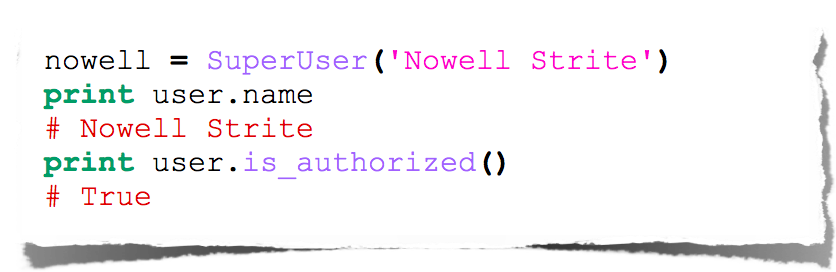 nowell = SuperUser('Nowell Strite')
print user.name
# Nowell Strite
print user.is_authorized()
# True